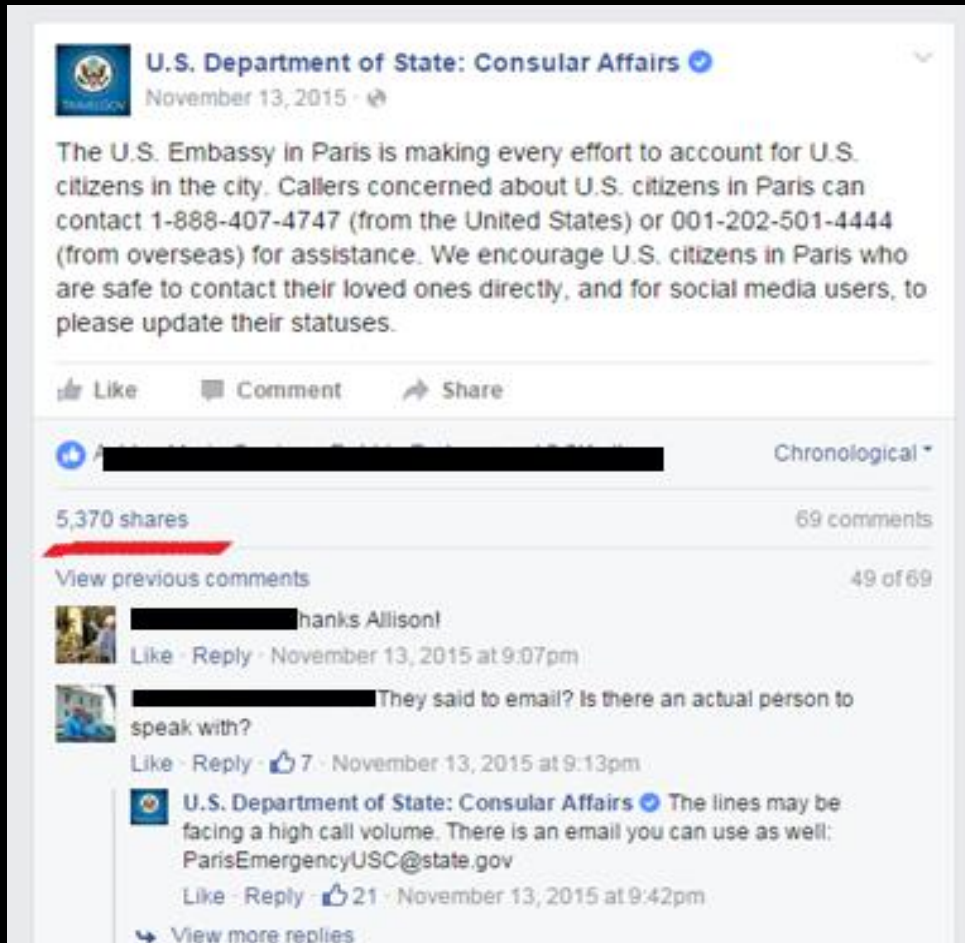 U.S. Department of State: Consular Affairs
November 13, 2015 ·
The U.S. Embassy in Paris is making every effort to account for U.S.
citizens in the city. Callers concerned about U.S. citizens in Paris can
contact 1-888-407-4747 (from the United States) or 001-202-501-4444
(from overseas) for assistance. We encourage U.S. citizens in Paris who
are safe to contact their loved ones directly, and for social media users, to
please update their statuses.
Like Comment Share
Chronological
5,370 shares 69 comments
View previous comments 49 of 69
hanks Allison!
Like · Reply · November 13, 2015 at 9:07pm
They said to email? Is there an actual person to
speak with?
Like · Reply · 7 · November 13, 2015 at 9:13pm
U.S. Department of State: Consular Affairs The lines may be
facing a high call volume. There is an email you can use as well:
ParisEmergencyUSC@state.gov
Like · Reply · 21 · November 13, 2015 at 9:42pm
View more replies